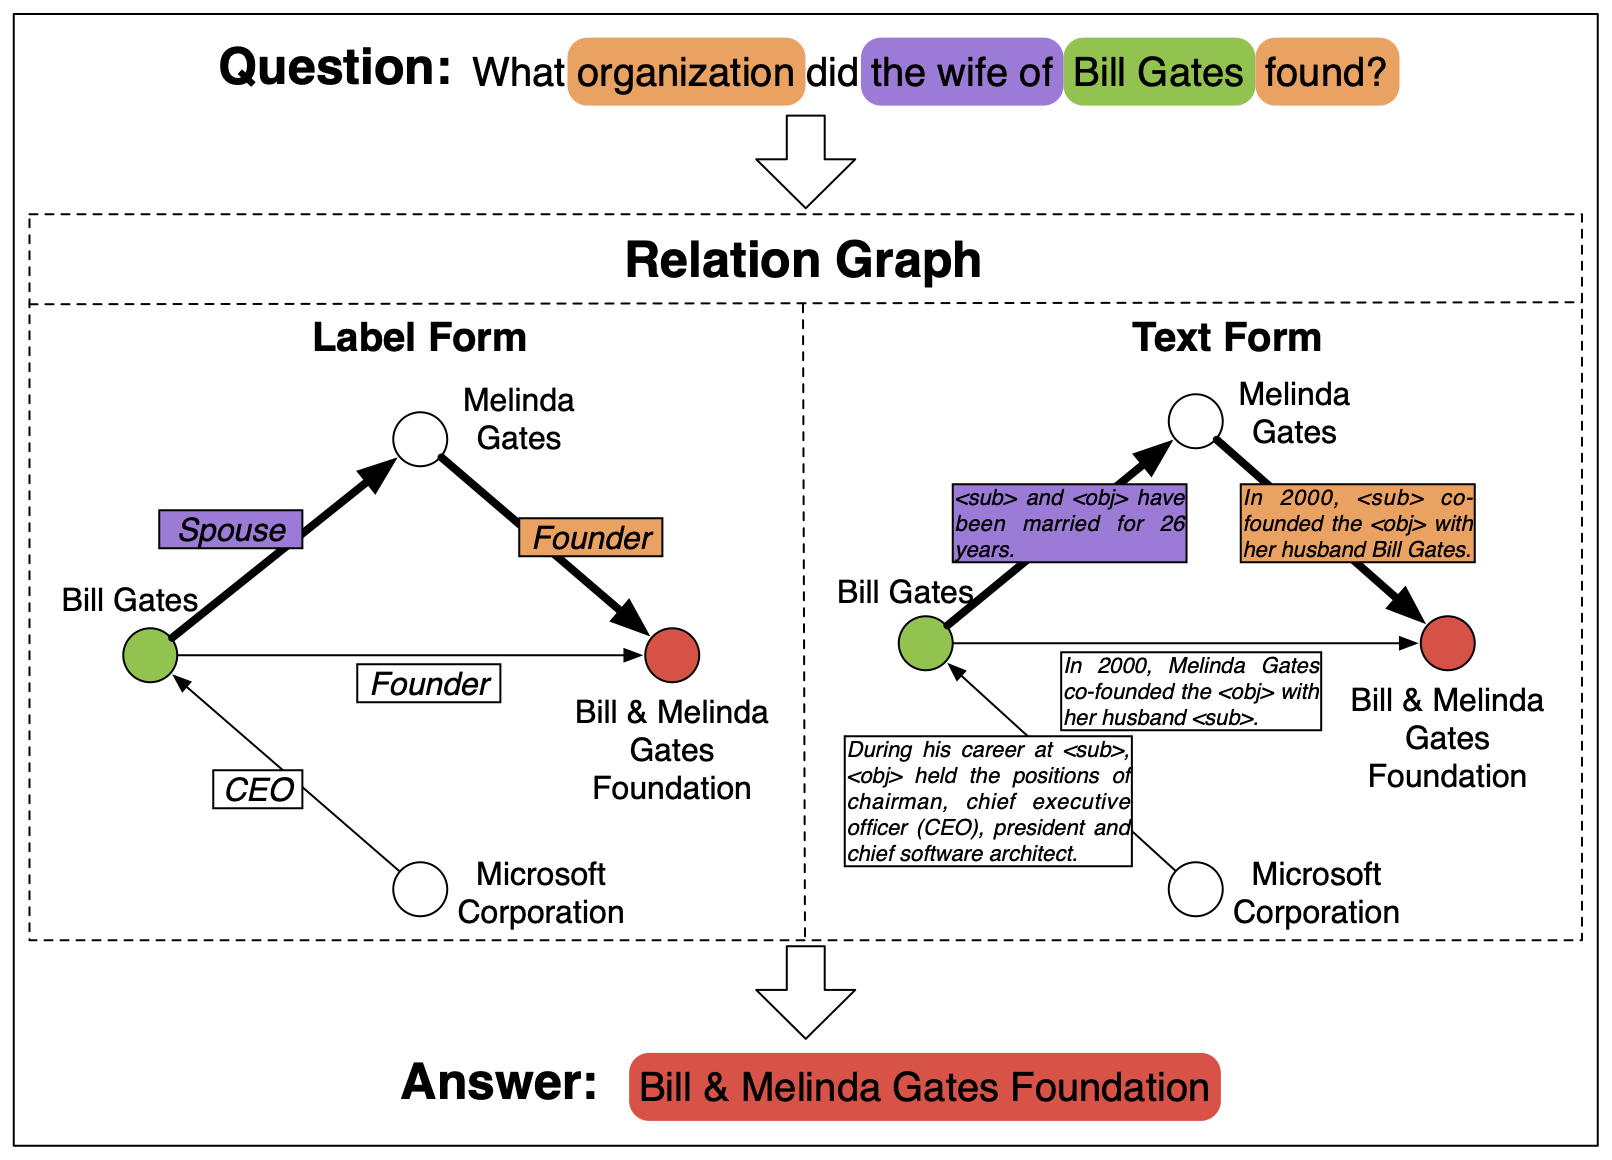 Question: What organization did the wife of Bill Gates found?
Relation Graph
Label Form
Melinda
Gates
Spouse
Founder
Bill Gates
Founder
Bill & Melinda
Gates
Foundation
CEO
Microsoft
Corporation
Text Form
Melinda
Gates
<sub> and <obj> have
been married for 26
years.
In 2000, <sub> co-
founded the <obj> with
her husband Bill Gates.
Bill Gates
In 2000, Melinda Gates
co-founded the <obj> with
her husband <sub>.
Bill & Melinda
Gates
Foundation
During his career at <sub>,
<obj> held the positions of
chairman, chief executive
officer (CEO), president and
chief software architect.
Microsoft
Corporation
Answer: Bill & Melinda Gates Foundation